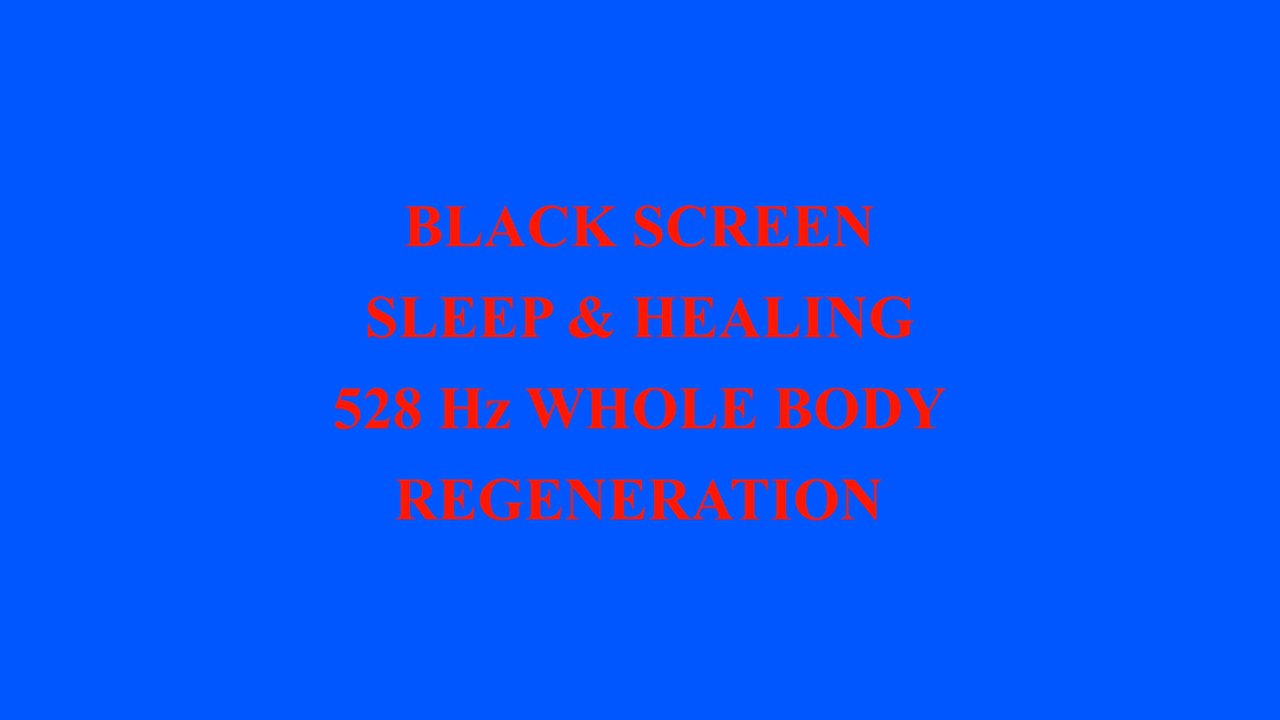 BLACK SCREEN
SLEEP & HEALING
528 Hz WHOLE BODY
REGENERATION